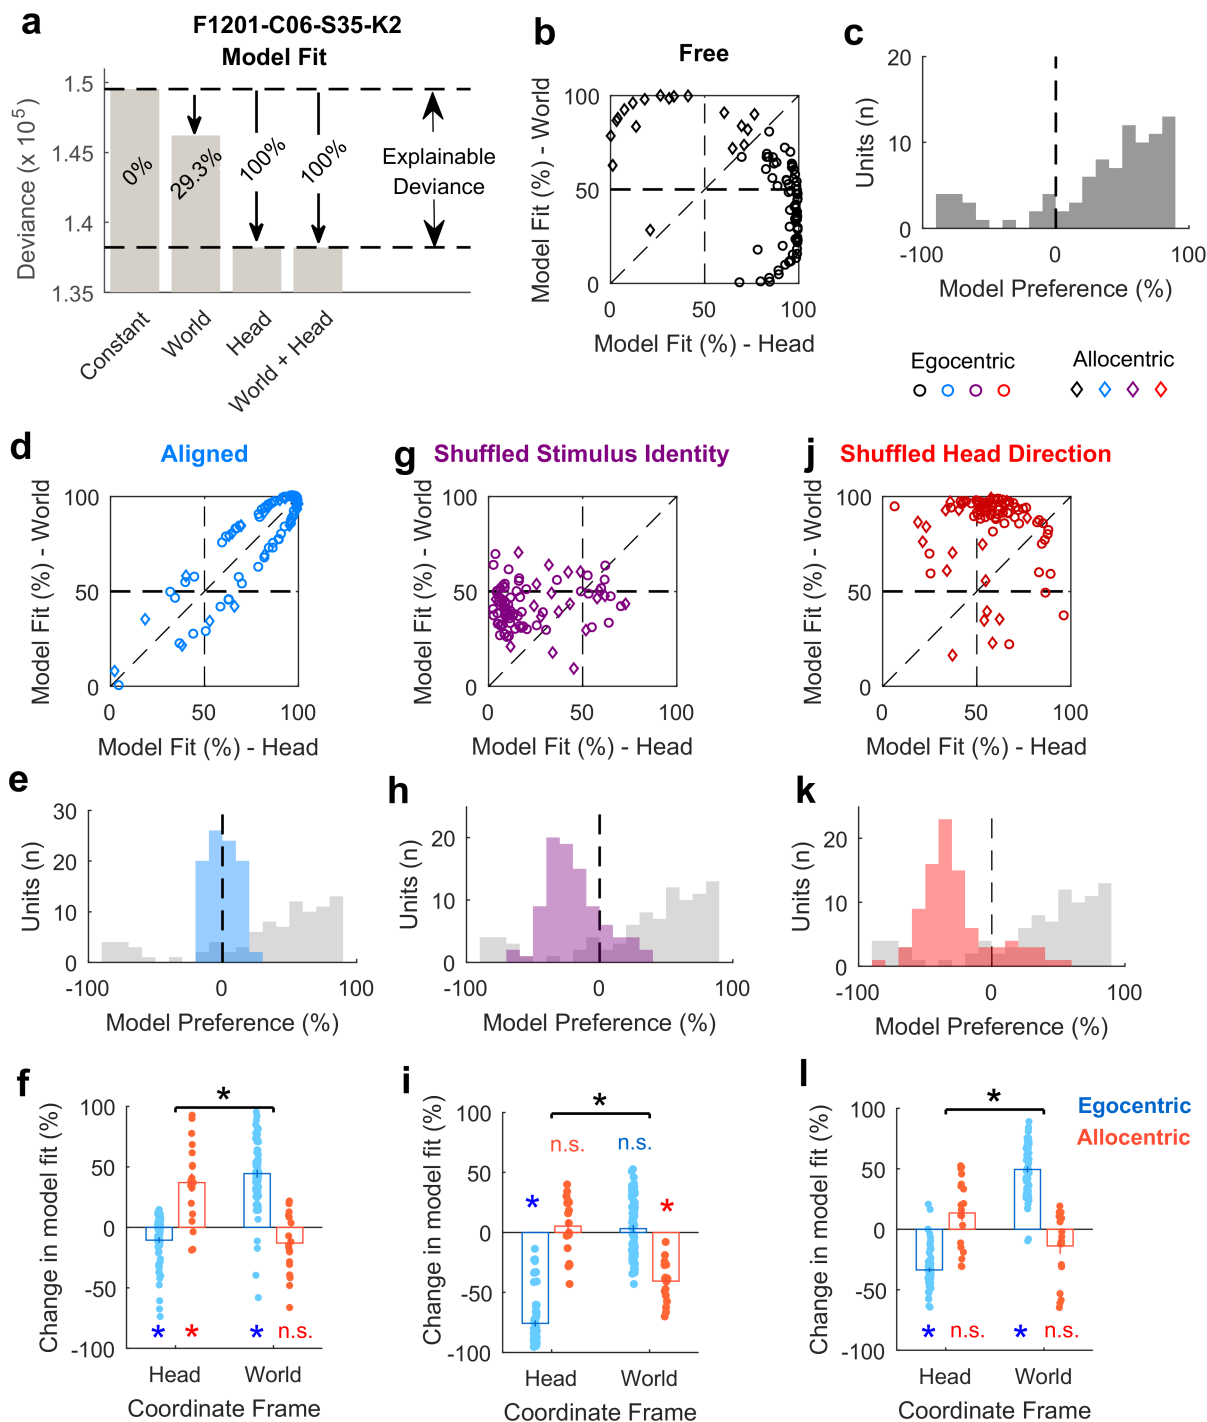 a
F1201-C06-S35-K2
Model Fit
Deviance (x 10^5)
1.5
1.45
1.4
1.35
0%
29.3%
100%
100%
Explainable
Deviance
Constant
World
Head
World + Head
b
Free
Model Fit (%) - World
100
50
0
0
50
100
Model Fit (%) - Head
c
Units (n)
20
10
0
-100
0
100
Model Preference (%)
Egocentric
Allocentric
d
Aligned
Model Fit (%) - World
100
50
0
0
50
100
Model Fit (%) - Head
g
Shuffled Stimulus Identity
Model Fit (%) - World
100
50
0
0
50
100
Model Fit (%) - Head
j
Shuffled Head Direction
Model Fit (%) - World
100
50
0
0
50
100
Model Fit (%) - Head
e
Units (n)
30
20
10
0
-100
0
100
Model Preference (%)
h
Units (n)
20
10
0
-100
0
100
Model Preference (%)
k
Units (n)
20
10
0
-100
0
100
Model Preference (%)
f
Change in model fit (%)
100
50
0
-50
-100
*
* * * n.s.
Head
World
Coordinate Frame
i
Change in model fit (%)
100
50
0
-50
-100
*
* n.s. n.s. *
Head
World
Coordinate Frame
l
Change in model fit (%)
100
50
0
-50
-100
*
* n.s. * n.s.
Head
World
Coordinate Frame
Egocentric
Allocentric